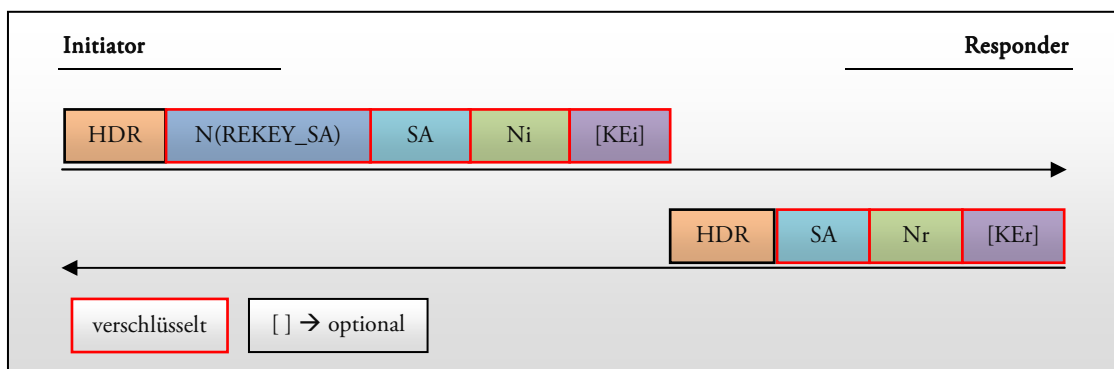 Initiator Responder
HDR N(REKEY_SA) SA Ni [KEi]
HDR SA Nr [KEr]
verschlüsselt [ ] → optional